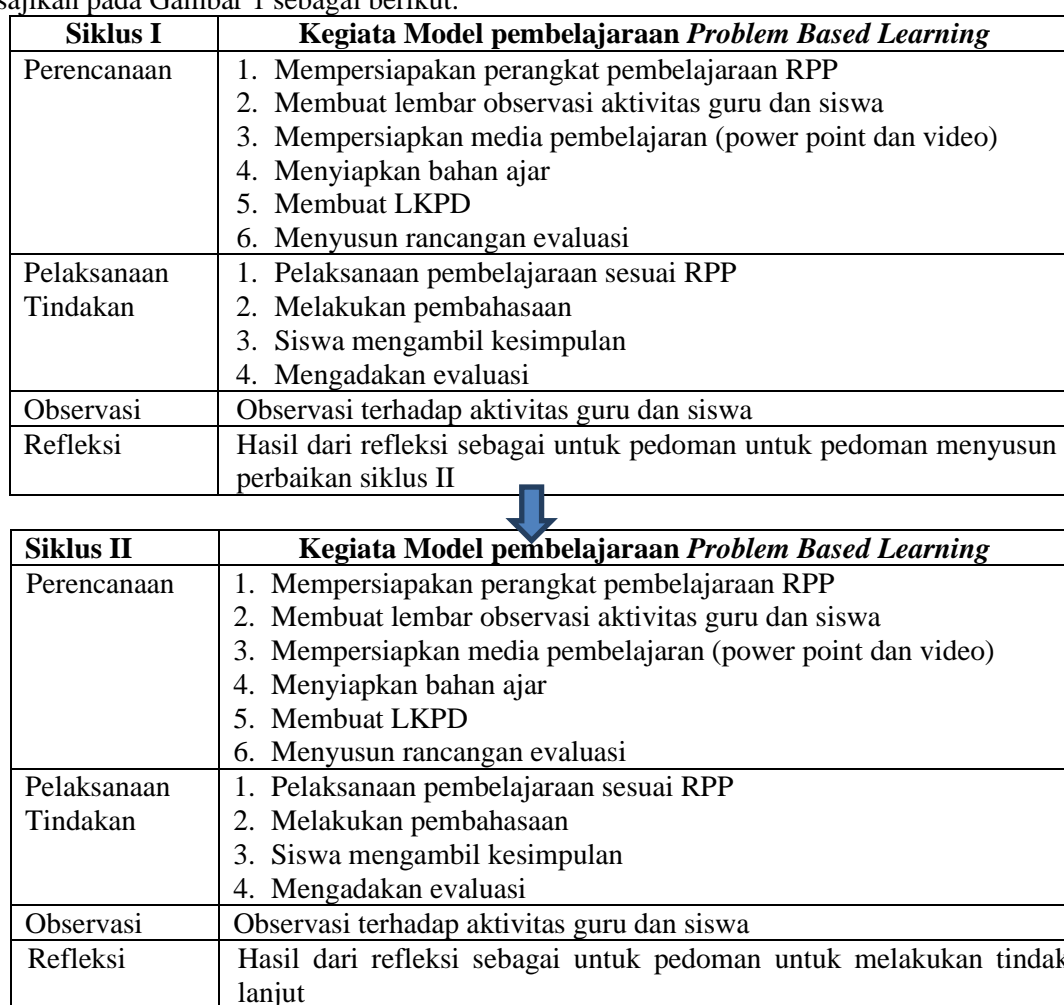 sajikan pada Gambar 1 sebagai berikut.
Siklus I Kegiata Model pembelajaraan Problem Based Learning
Perencanaan 1. Mempersiapakan perangkat pembelajaraan RPP
2. Membuat lembar observasi aktivitas guru dan siswa
3. Mempersiapkan media pembelajaran (power point dan video)
4. Menyiapkan bahan ajar
5. Membuat LKPD
6. Menyusun rancangan evaluasi
Pelaksanaan 1. Pelaksanaan pembelajaraan sesuai RPP
Tindakan 2. Melakukan pembahasaan
3. Siswa mengambil kesimpulan
4. Mengadakan evaluasi
Observasi Observasi terhadap aktivitas guru dan siswa
Refleksi Hasil dari refleksi sebagai untuk pedoman untuk pedoman menyusun
perbaikan siklus II
Siklus II Kegiata Model pembelajaraan Problem Based Learning
Perencanaan 1. Mempersiapakan perangkat pembelajaraan RPP
2. Membuat lembar observasi aktivitas guru dan siswa
3. Mempersiapkan media pembelajaran (power point dan video)
4. Menyiapkan bahan ajar
5. Membuat LKPD
6. Menyusun rancangan evaluasi
Pelaksanaan 1. Pelaksanaan pembelajaraan sesuai RPP
Tindakan 2. Melakukan pembahasaan
3. Siswa mengambil kesimpulan
4. Mengadakan evaluasi
Observasi Observasi terhadap aktivitas guru dan siswa
Refleksi Hasil dari refleksi sebagai untuk pedoman untuk melakukan tindak
lanjut